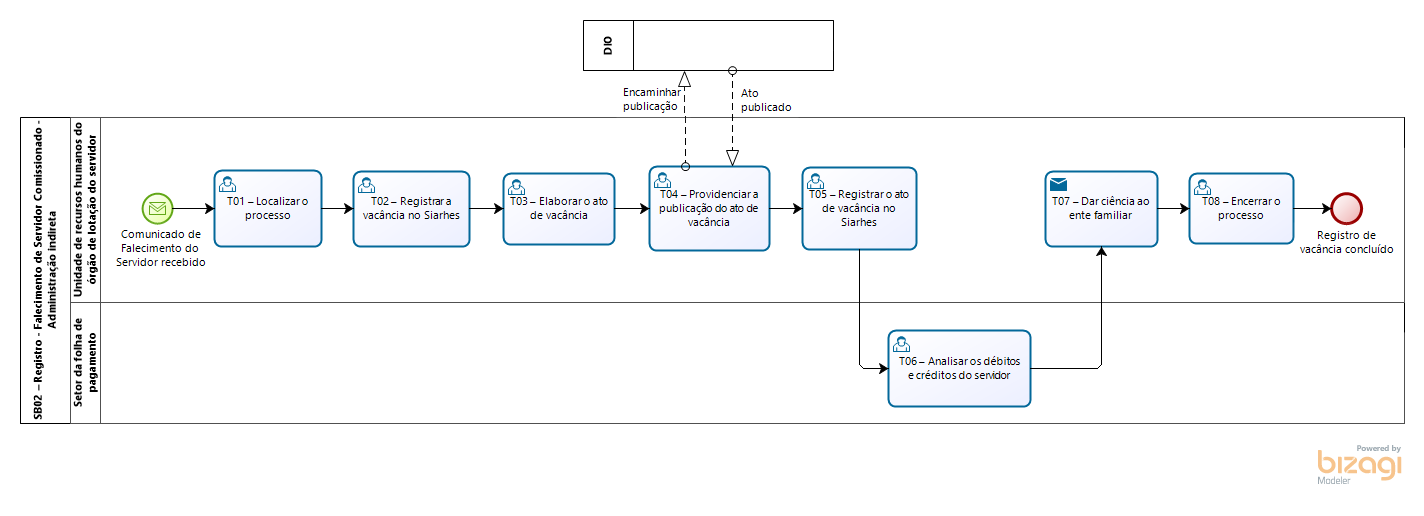 DIO
Encaminhar
publicação
Ato
publicado
SB02 – Registro - Falecimento de Servidor Comissionado -
Administração indireta
Unidade de recursos humanos do
órgão de lotação do servidor
Comunicado de
Falecimento do
Servidor recebido
T01 – Localizar o
processo
T02 – Registrar a
vacância no Siarhes
T03 – Elaborar o ato
de vacância
T04 – Providenciar a
publicação do ato de
vacância
T05 – Registrar o ato
de vacância no
Siarhes
T07 – Dar ciência ao
ente familiar
T08 – Encerrar o
processo
Registro de
vacância concluído
Setor da folha de
pagamento
T06 – Analisar os débitos
e créditos do servidor
Powered by
bizagi
Modeler